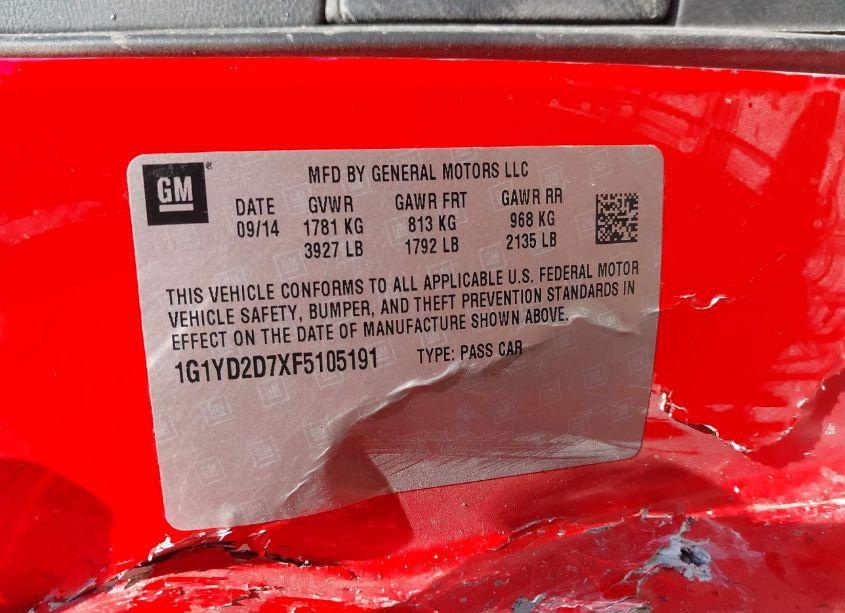 GM
MFD BY GENERAL MOTORS LLC
DATE GVWR GAWR FRT GAWR RR
09/14 1781 KG 813 KG 968 KG
3927 LB 1792 LB 2135 LB
THIS VEHICLE CONFORMS TO ALL APPLICABLE U.S. FEDERAL MOTOR
VEHICLE SAFETY, BUMPER, AND THEFT PREVENTION STANDARDS IN
EFFECT ON THE DATE OF MANUFACTURE SHOWN ABOVE.
1G1YD2D7XF5105191 TYPE: PASS CAR